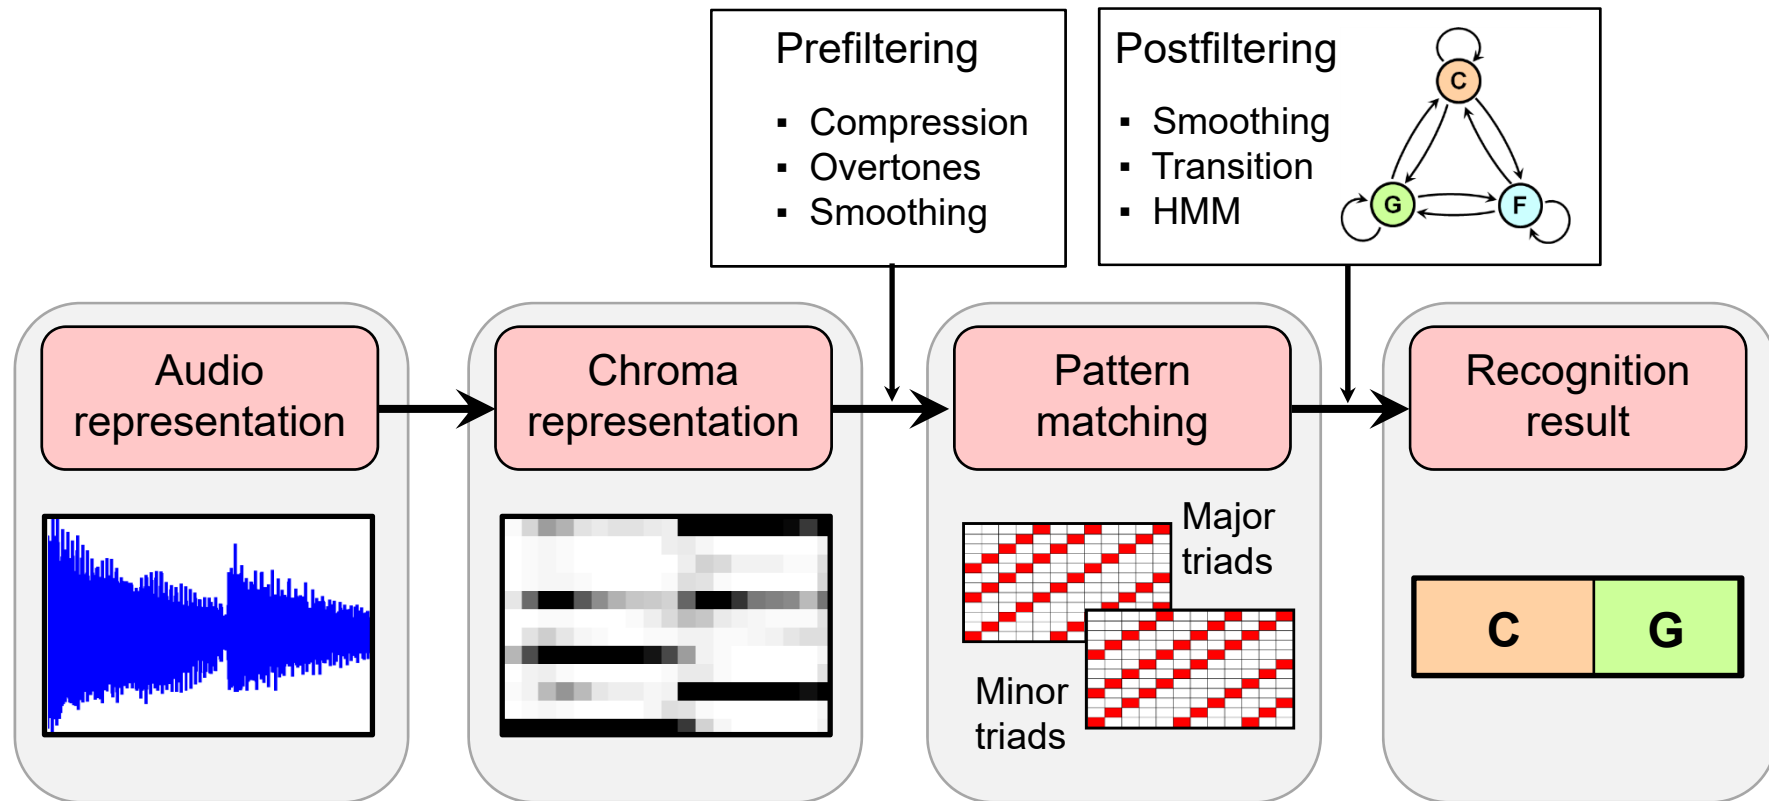 Prefiltering
▪ Compression
▪ Overtones
▪ Smoothing
Postfiltering
▪ Smoothing
▪ Transition
▪ HMM
C
G
F
Audio
representation
Chroma
representation
Pattern
matching
Recognition
result
Major
triads
Minor
triads
C
G